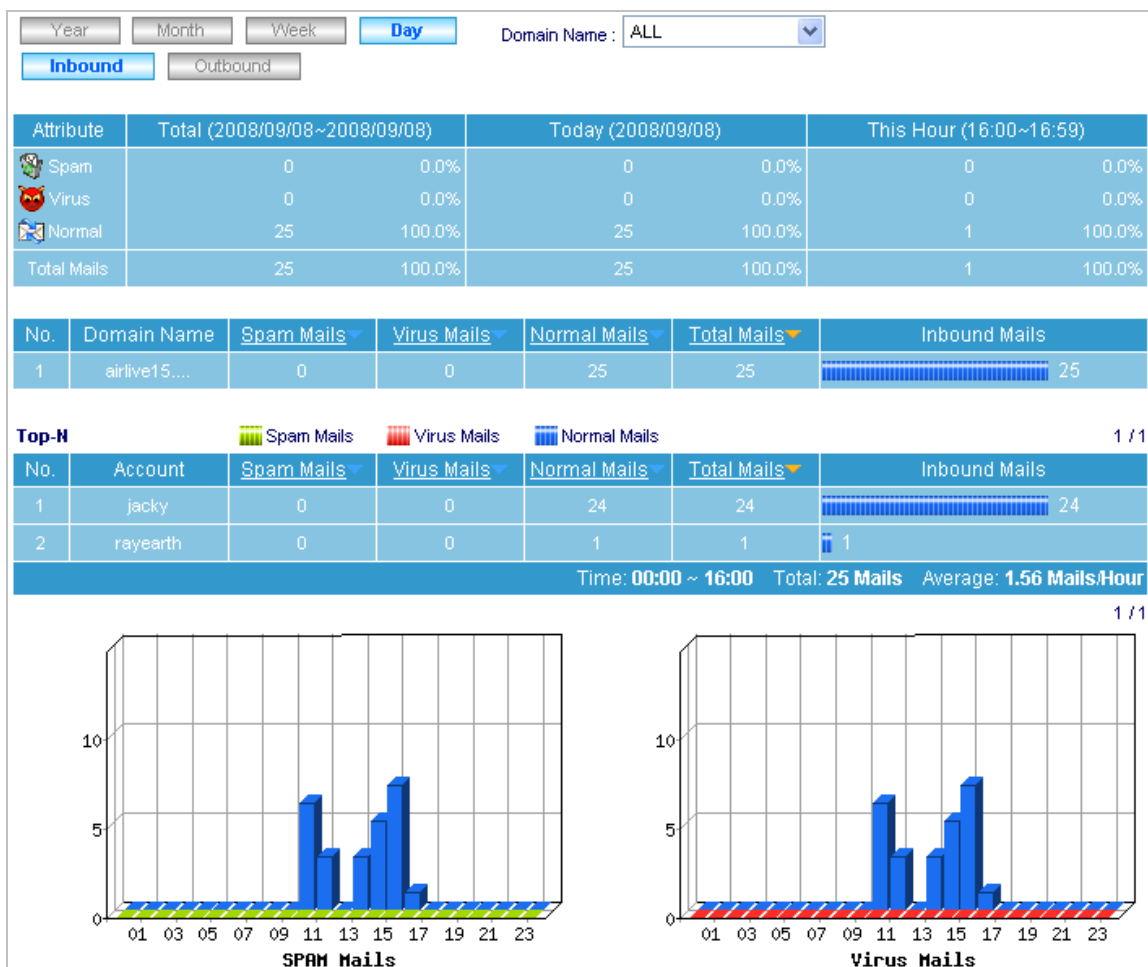 Year Month Week Day Domain Name : ALL
Inbound Outbound
Attribute Total (2008/09/08~2008/09/08) Today (2008/09/08) This Hour (16:00~16:59)
Spam 0 0.0% 0 0.0% 0 0.0%
Virus 0 0.0% 0 0.0% 0 0.0%
Normal 25 100.0% 25 100.0% 1 100.0%
Total Mails 25 100.0% 25 100.0% 1 100.0%
No. Domain Name Spam Mails Virus Mails Normal Mails Total Mails Inbound Mails
1 airlive15.... 0 0 25 25 25
Top-N Spam Mails Virus Mails Normal Mails 1 / 1
No. Account Spam Mails Virus Mails Normal Mails Total Mails Inbound Mails
1 jacky 0 0 24 24 24
2 rayearth 0 0 1 1 1
Time: 00:00 ~ 16:00 Total: 25 Mails Average: 1.56 Mails/Hour
1 / 1
10 10
5 5
0 0
01 03 05 07 09 11 13 15 17 19 21 23 01 03 05 07 09 11 13 15 17 19 21 23
SPAM Mails Virus Mails